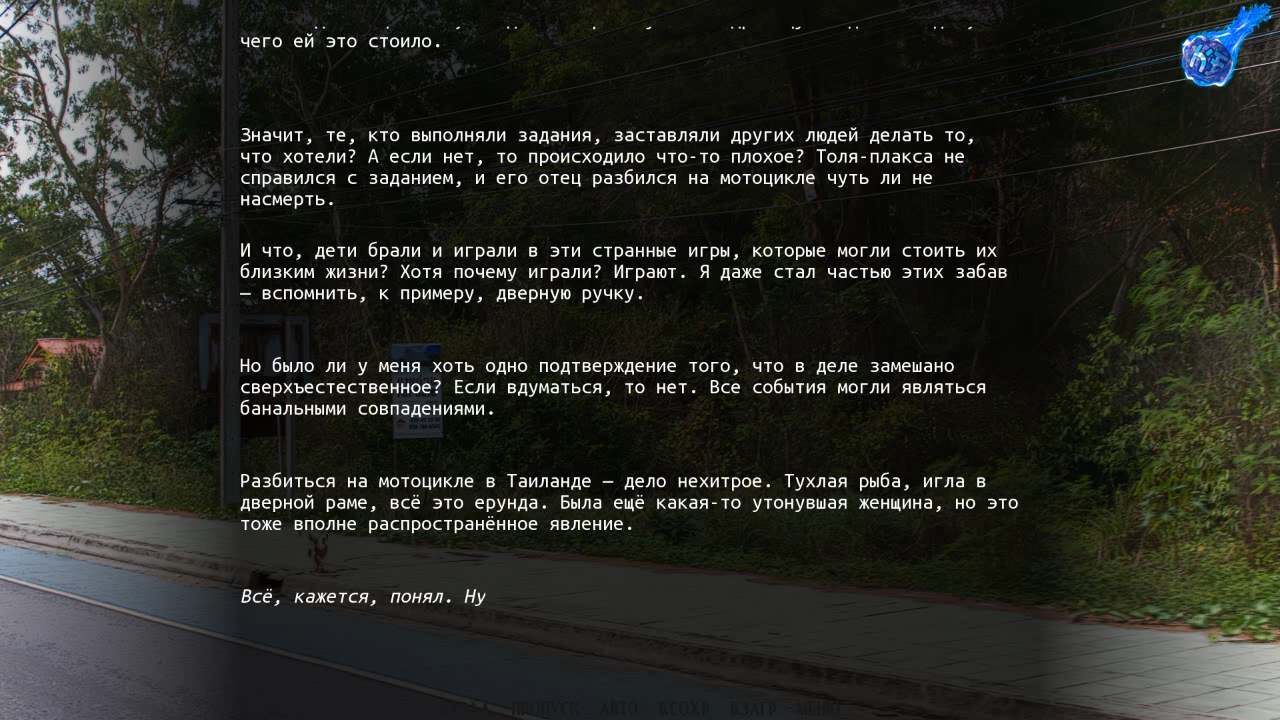 чего ей это стоило.
Значит, те, кто выполняли задания, заставляли других людей делать то,
что хотели? А если нет, то происходило что-то плохое? Толя-плакса не
справился с заданием, и его отец разбился на мотоцикле чуть ли не
насмерть.
И что, дети брали и играли в эти странные игры, которые могли стоить их
близким жизни? Хотя почему играли? Играют. Я даже стал частью этих забав
— вспомнить, к примеру, дверную ручку.
Но было ли у меня хоть одно подтверждение того, что в деле замешано
сверхъестественное? Если вдуматься, то нет. Все события могли являться
банальными совпадениями.
Разбиться на мотоцикле в Таиланде — дело нехитрое. Тухлая рыба, игла в
дверной раме, всё это ерунда. Была ещё какая-то утонувшая женщина, но это
тоже вполне распространённое явление.
Всё, кажется, понял. Ну
ПРОПУСК АВТО БСОХР БЗАГР МЕНЮ